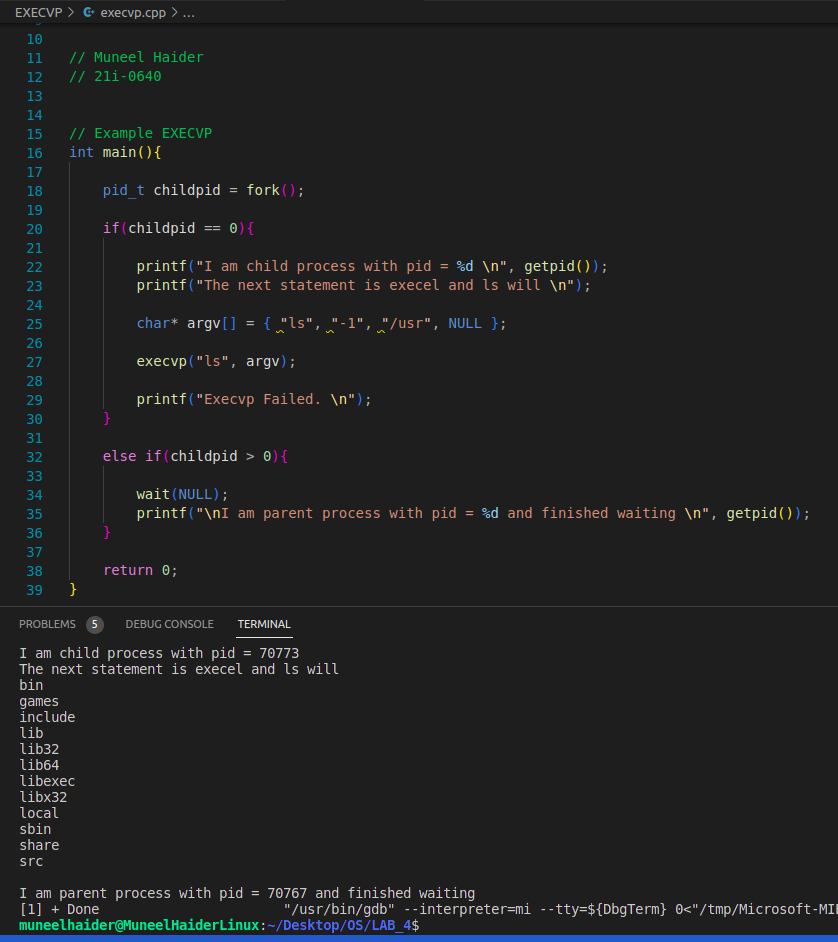 EXECVP > execvp.cpp > ...
10
11 // Muneel Haider
12 // 21i-0640
13
14
15 // Example EXECVP
16 int main(){
17
18 pid_t childpid = fork();
19
20 if(childpid == 0){
21
22 printf("I am child process with pid = %d \n", getpid());
23 printf("The next statement is execel and ls will \n");
24
25 char* argv[] = { "ls", "-1", "/usr", NULL };
26
27 execvp("ls", argv);
28
29 printf("Execvp Failed. \n");
30 }
31
32 else if(childpid > 0){
33
34 wait(NULL);
35 printf("\nI am parent process with pid = %d and finished waiting \n", getpid());
36 }
37
38 return 0;
39 }
PROBLEMS 5 DEBUG CONSOLE TERMINAL
I am child process with pid = 70773
The next statement is execel and ls will
bin
games
include
lib
lib32
lib64
libexec
libx32
local
sbin
share
src
I am parent process with pid = 70767 and finished waiting
[1] + Done "/usr/bin/gdb" --interpreter=mi --tty=${DbgTerm} 0<"/tmp/Microsoft-MI
muneelhaider@MuneelHaiderLinux:~/Desktop/OS/LAB_4$